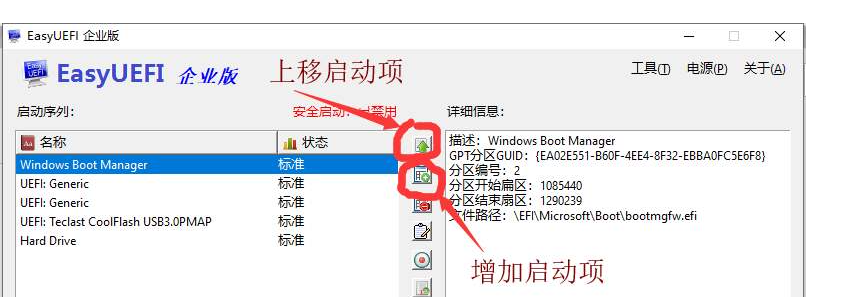 EasyUEFI 企业版
EasyUEFI 企业版
上移启动项
工具(T) 电源(P) 关于(A)
启动序列：
安全启动：已禁用
详细信息：
名称 状态
Windows Boot Manager 标准
UEFI: Generic 标准
UEFI: Generic 标准
UEFI: Teclast CoolFlash USB3.0PMAP 标准
Hard Drive 标准
描述：Windows Boot Manager
GPT分区GUID：{EA02E551-B60F-4EE4-8F32-EBBA0FC5E6F8}
分区编号：2
分区开始扇区：1085440
分区结束扇区：1290239
文件路径：\EFI\Microsoft\Boot\bootmgfw.efi
增加启动项